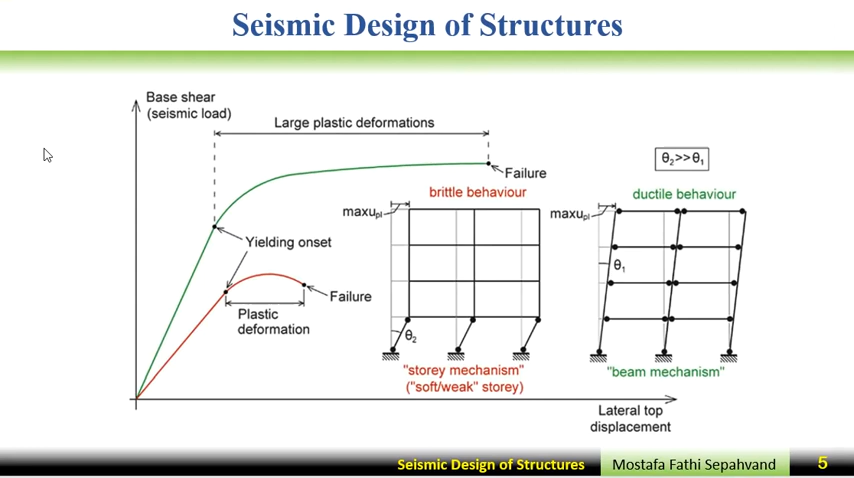 Seismic Design of Structures
Base shear
(seismic load)
Large plastic deformations
Failure
Yielding onset
Failure
Plastic
deformation
brittle behaviour
maxu_pl
θ₂
"storey mechanism"
("soft/weak" storey)
θ₂>>θ₁
ductile behaviour
maxu_pl
θ₁
"beam mechanism"
Lateral top
displacement
Seismic Design of Structures
Mostafa Fathi Sepahvand
5